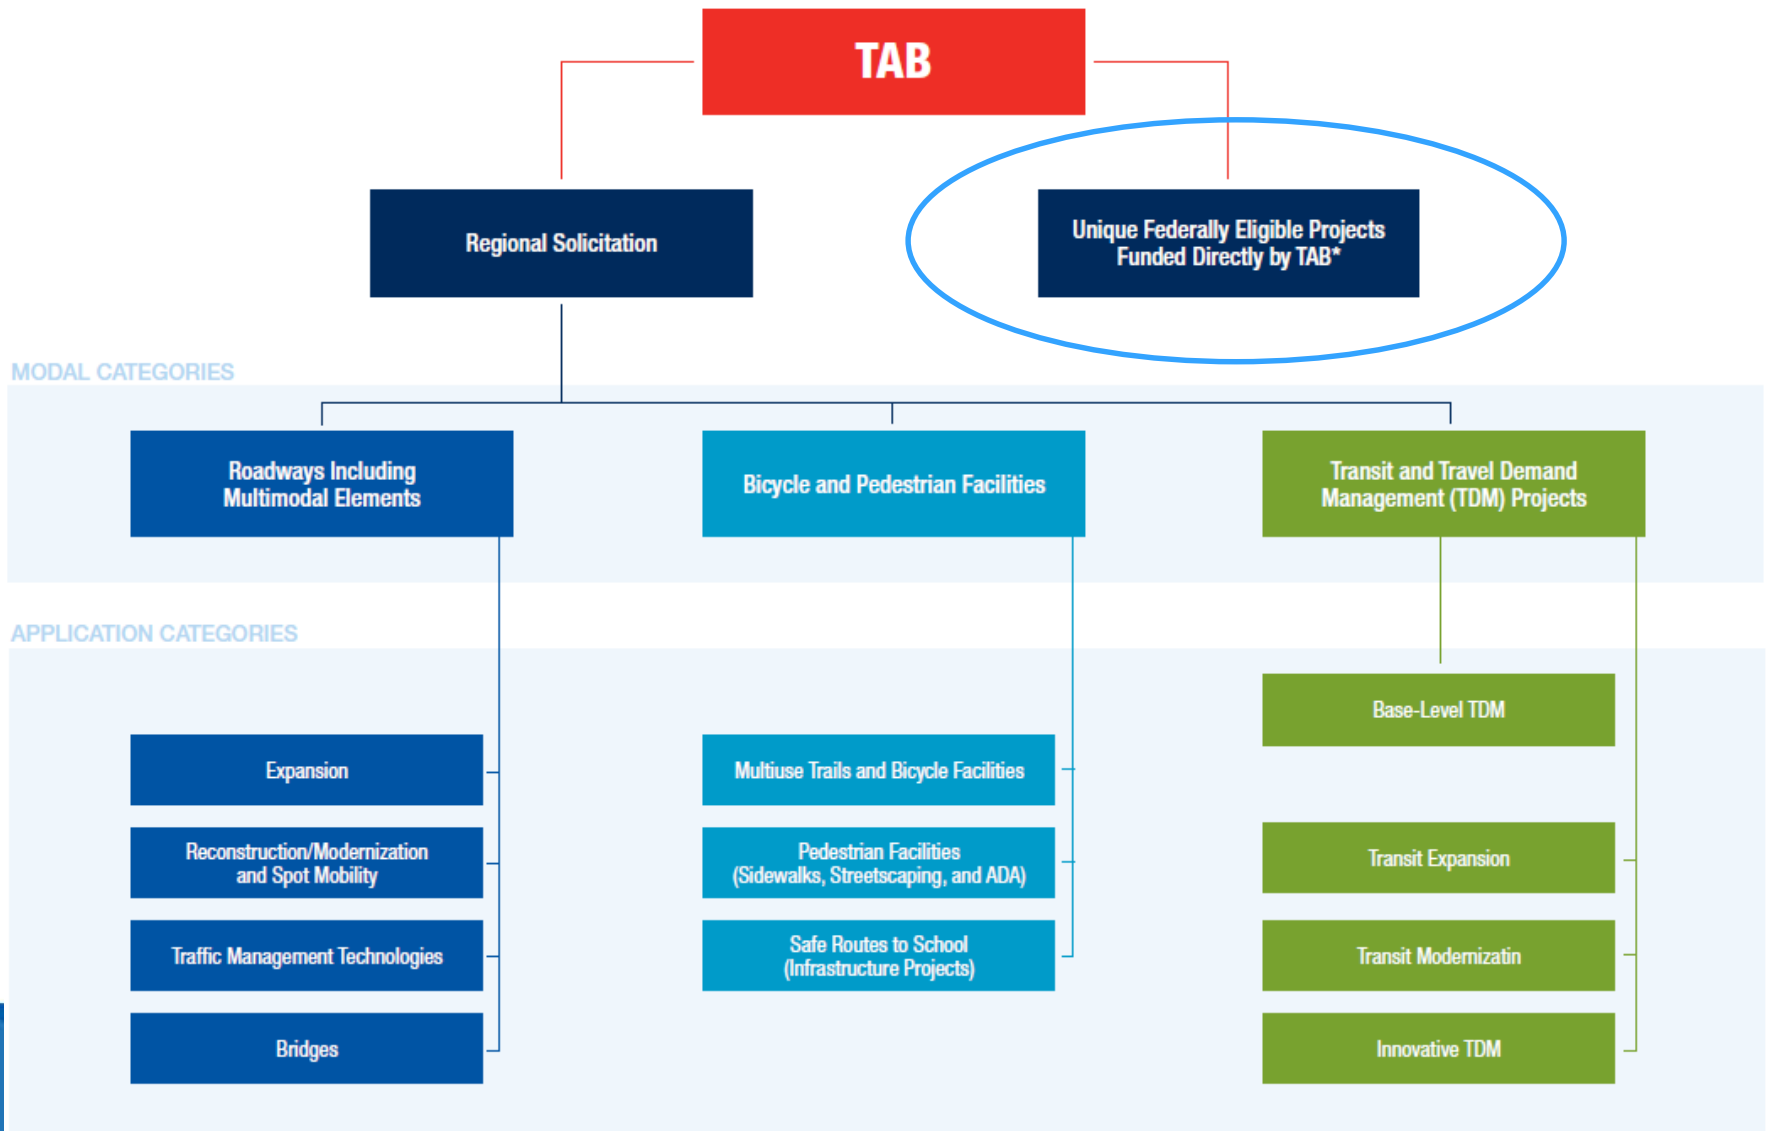 TAB
Regional Solicitation
Unique Federally Eligible Projects
Funded Directly by TAB*
MODAL CATEGORIES
Roadways Including
Multimodal Elements
Bicycle and Pedestrian Facilities
Transit and Travel Demand
Management (TDM) Projects
APPLICATION CATEGORIES
Expansion
Reconstruction/Modernization
and Spot Mobility
Traffic Management Technologies
Bridges
Multiuse Trails and Bicycle Facilities
Pedestrian Facilities
(Sidewalks, Streetscaping, and ADA)
Safe Routes to School
(Infrastructure Projects)
Base-Level TDM
Transit Expansion
Transit Modernizatin
Innovative TDM